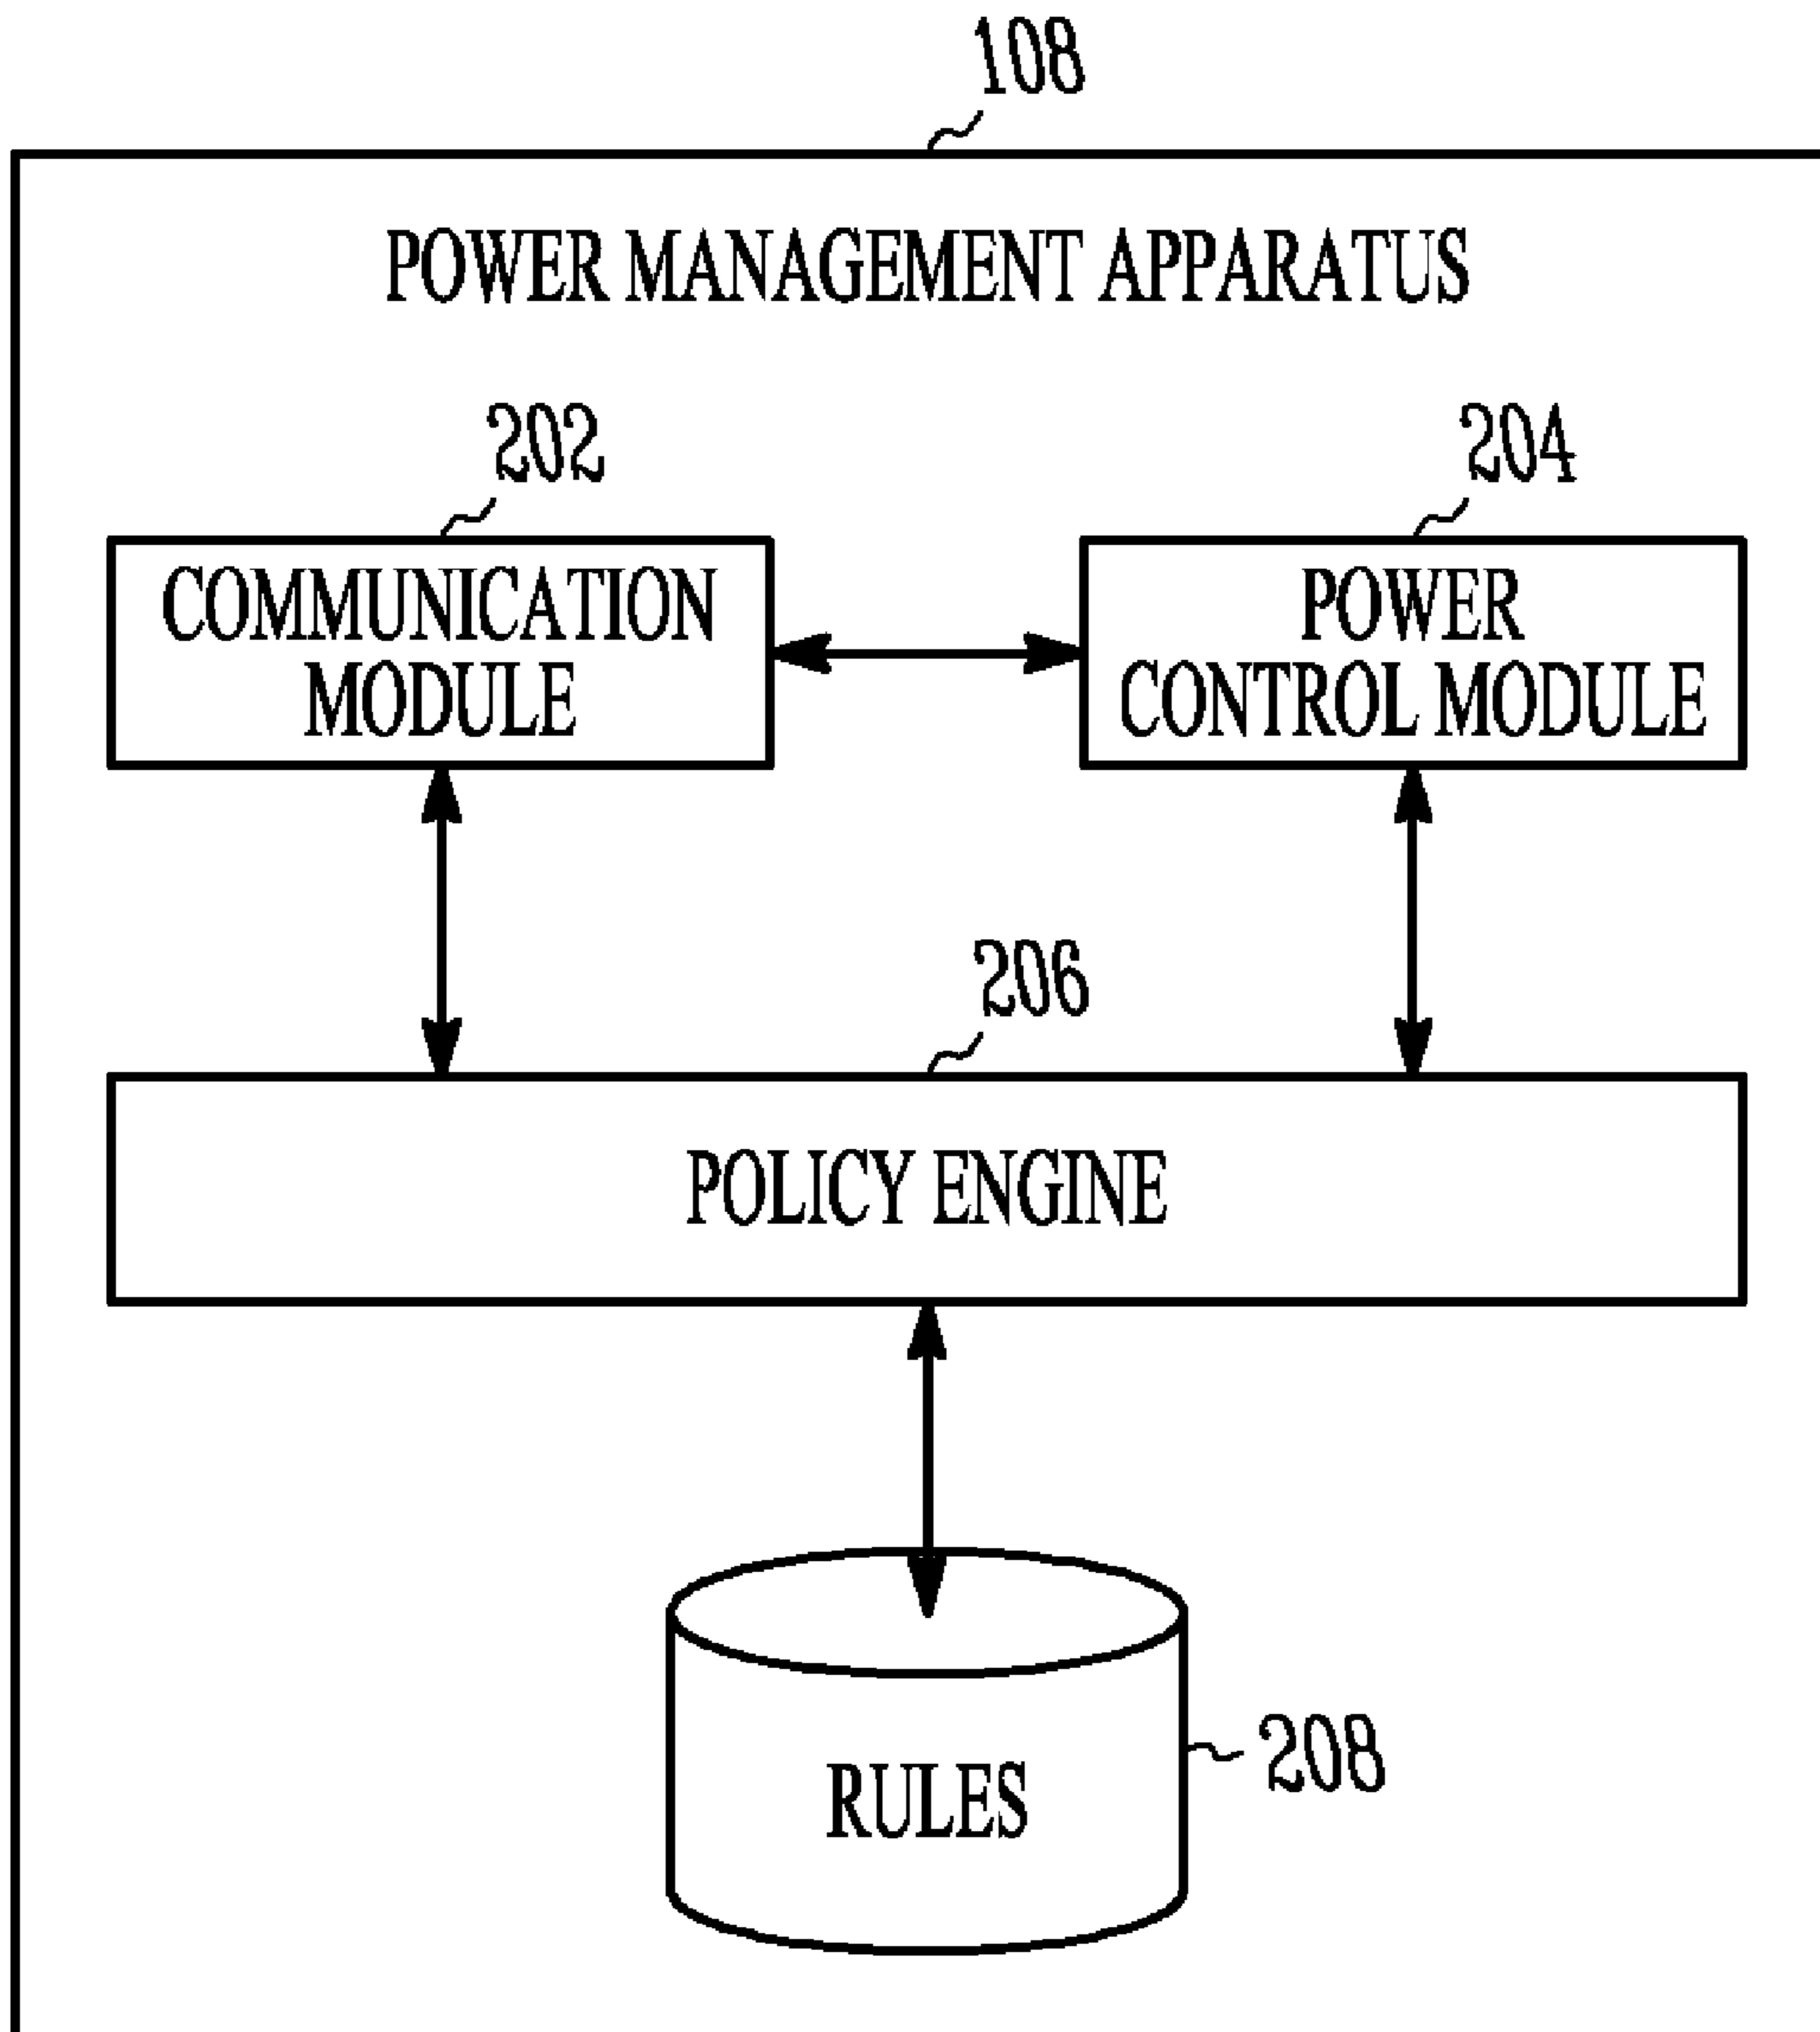 108
POWER MANAGEMENT APPARATUS
202
204
COMMUNICATION
MODULE
POWER
CONTROL MODULE
206
POLICY ENGINE
208
RULES